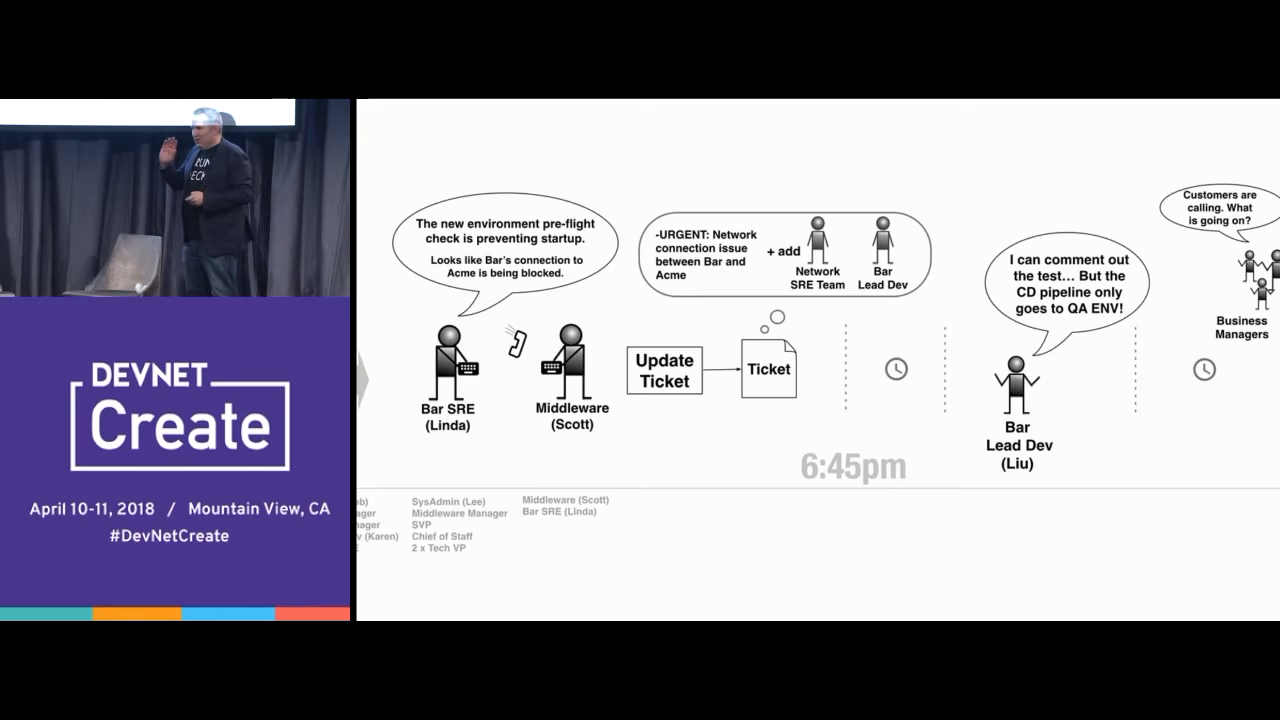 RUN
DEVNET
Create
April 10-11, 2018 / Mountain View, CA
#DevNetCreate
The new environment pre-flight
check is preventing startup.
Looks like Bar's connection to
Acme is being blocked.
Bar SRE
(Linda)
Middleware
(Scott)
-URGENT: Network
connection issue
between Bar and
Acme
+ add
Network
SRE Team
Bar
Lead Dev
Update
Ticket
Ticket
6:45pm
I can comment out
the test... But the
CD pipeline only
goes to QA ENV!
Bar
Lead Dev
(Liu)
Customers are
calling. What
is going on?
Business
Managers
(Karen)
SysAdmin (Lee)
Middleware Manager
SVP
Chief of Staff
2 x Tech VP
Middleware (Scott)
Bar SRE (Linda)